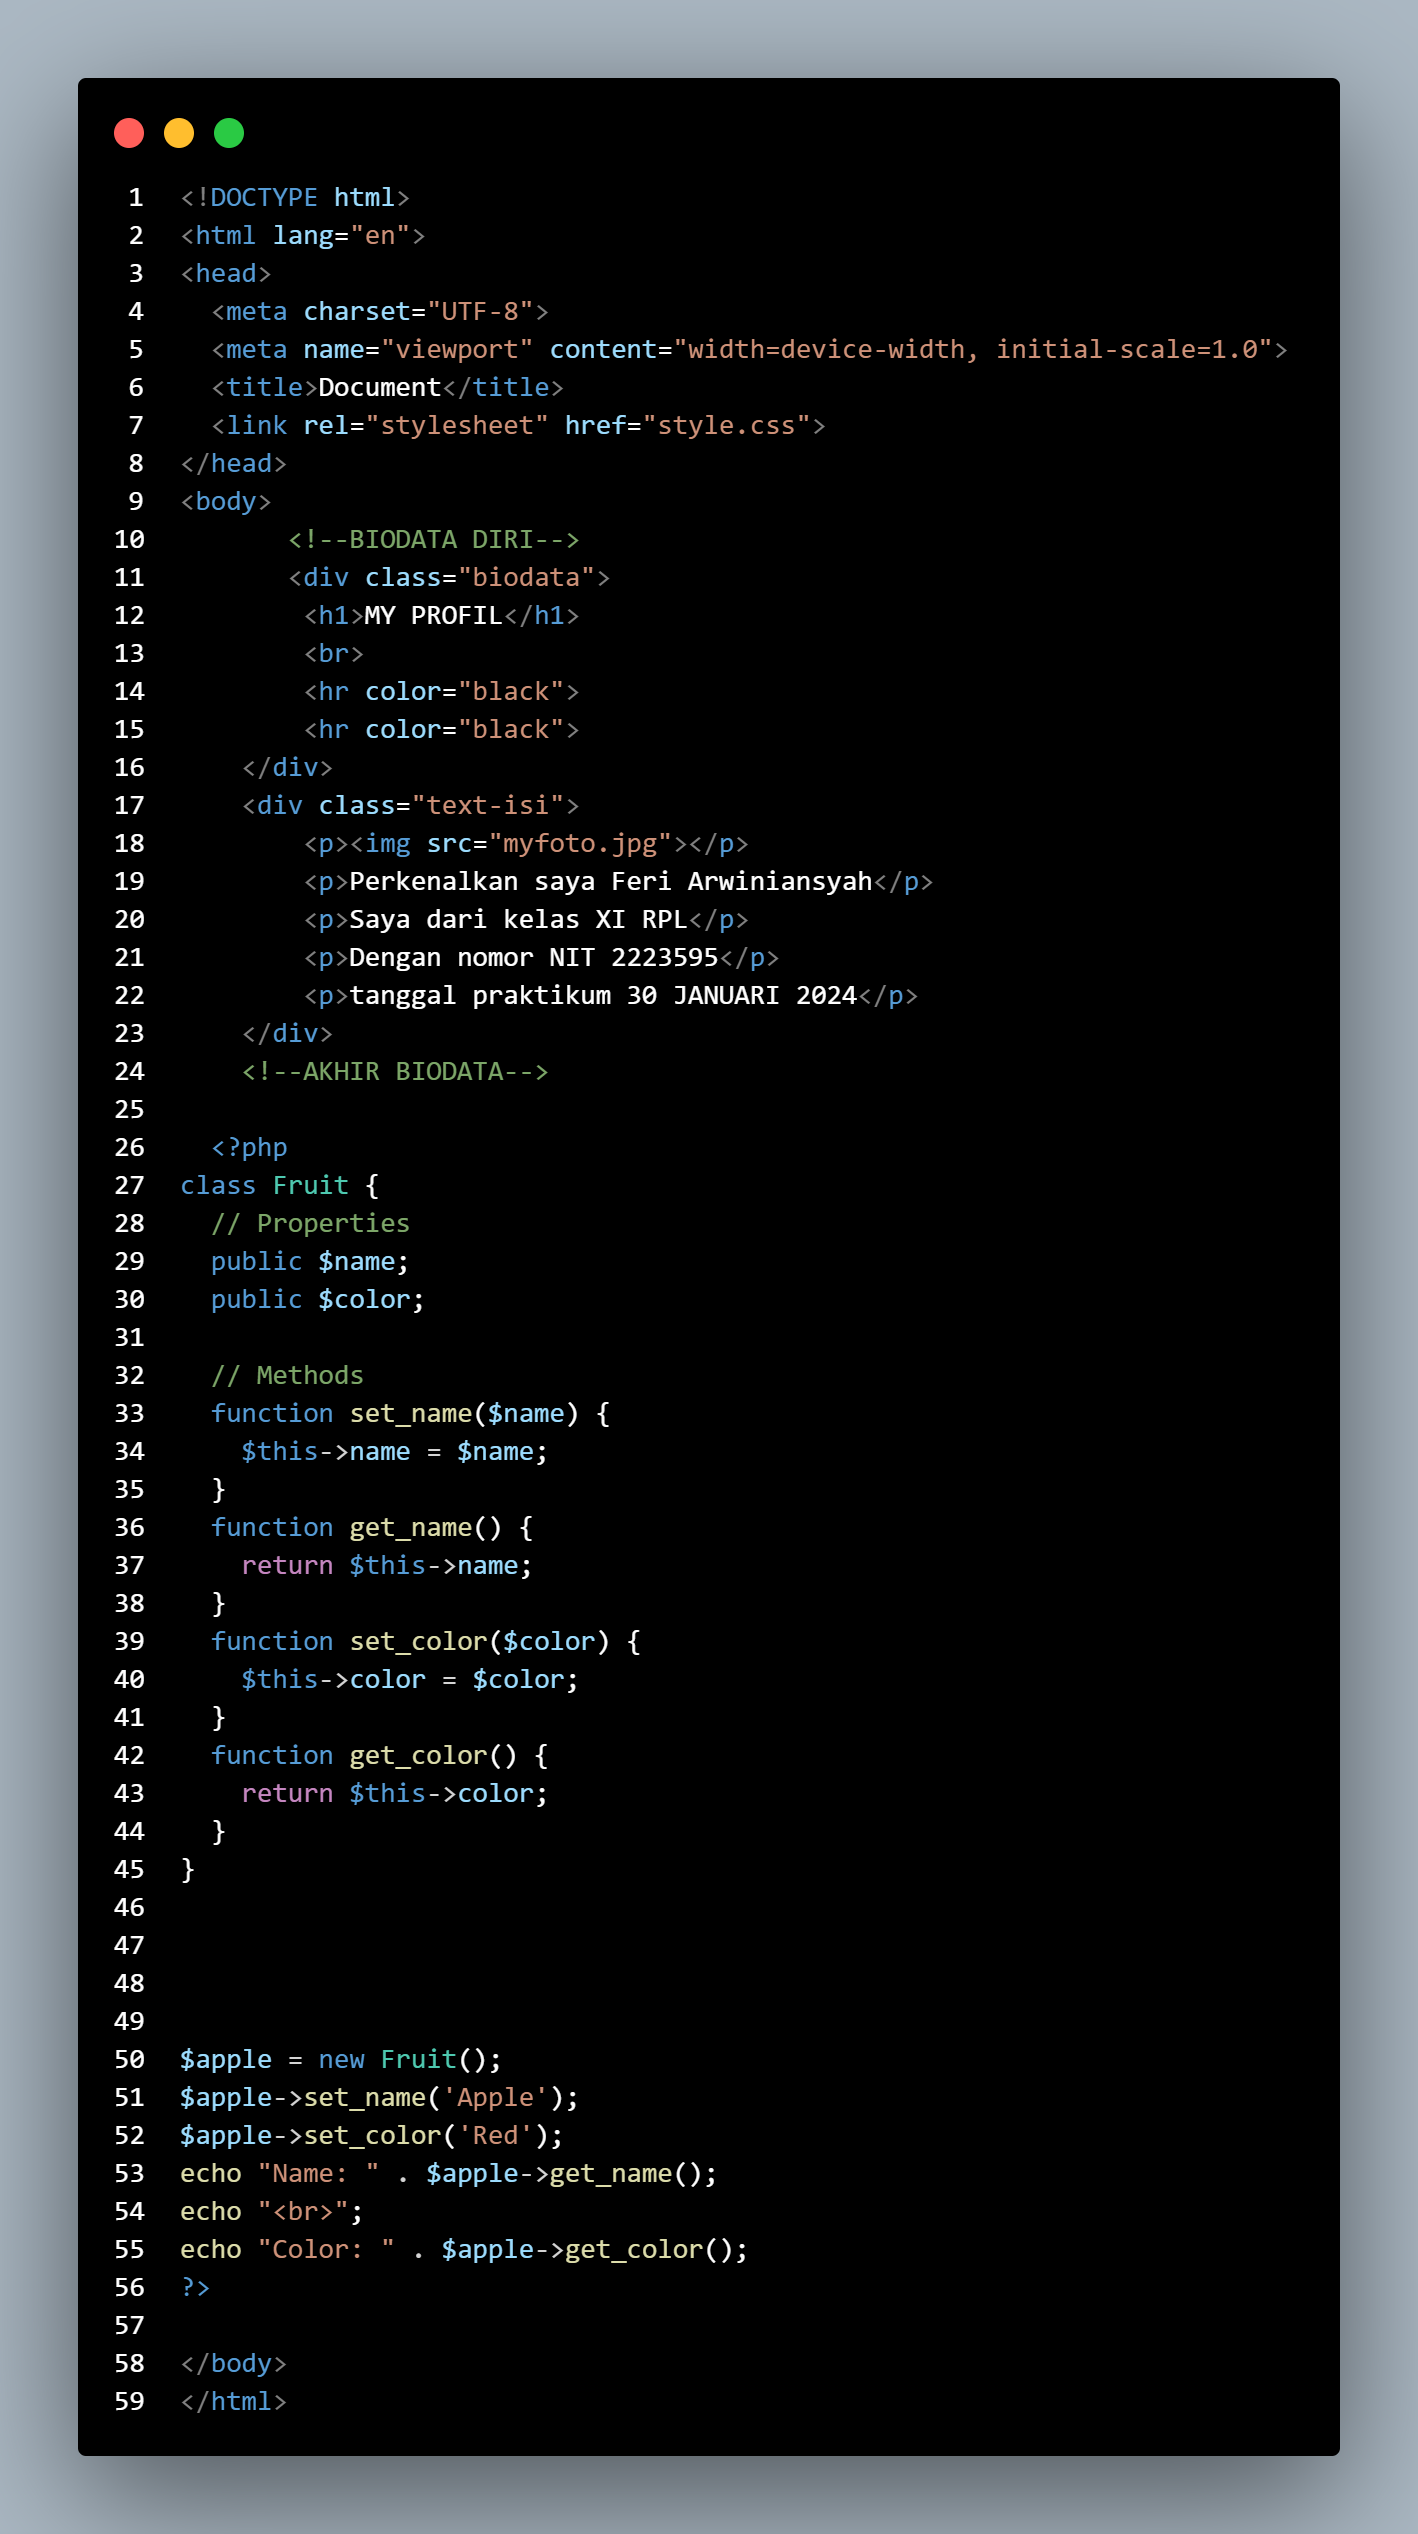 1 <!DOCTYPE html>
2 <html lang="en">
3 <head>
4   <meta charset="UTF-8">
5   <meta name="viewport" content="width=device-width, initial-scale=1.0">
6   <title>Document</title>
7   <link rel="stylesheet" href="style.css">
8 </head>
9 <body>
10        <!--BIODATA DIRI-->
11        <div class="biodata">
12         <h1>MY PROFIL</h1>
13         <br>
14         <hr color="black">
15         <hr color="black">
16     </div>
17     <div class="text-isi">
18         <p><img src="myfoto.jpg"></p>
19         <p>Perkenalkan saya Feri Arwiniansyah</p>
20         <p>Saya dari kelas XI RPL</p>
21         <p>Dengan nomor NIT 2223595</p>
22         <p>tanggal praktikum 30 JANUARI 2024</p>
23     </div>
24     <!--AKHIR BIODATA-->
25
26   <?php
27 class Fruit {
28   // Properties
29   public $name;
30   public $color;
31
32   // Methods
33   function set_name($name) {
34     $this->name = $name;
35   }
36   function get_name() {
37     return $this->name;
38   }
39   function set_color($color) {
40     $this->color = $color;
41   }
42   function get_color() {
43     return $this->color;
44   }
45 }
46
47
48
49
50 $apple = new Fruit();
51 $apple->set_name('Apple');
52 $apple->set_color('Red');
53 echo "Name: " . $apple->get_name();
54 echo "<br>";
55 echo "Color: " . $apple->get_color();
56 ?>
57
58 </body>
59 </html>